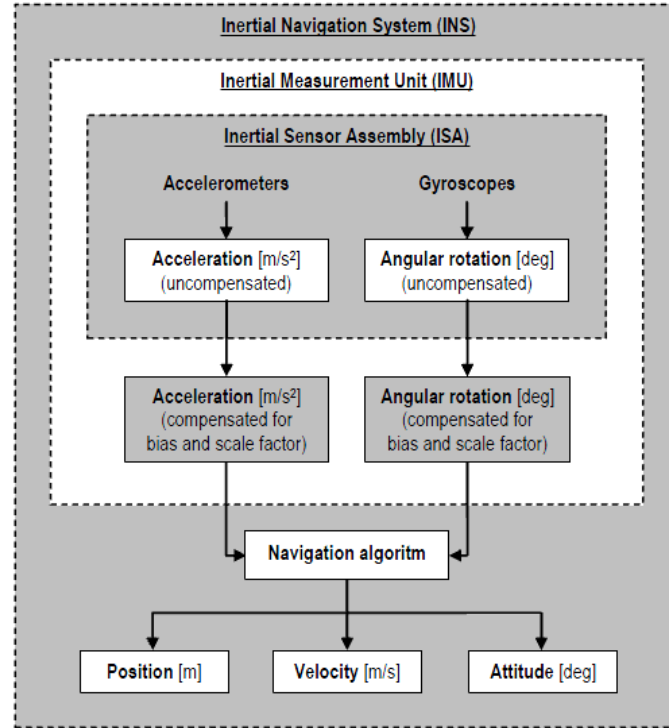 Inertial Navigation System (INS)
Inertial Measurement Unit (IMU)
Inertial Sensor Assembly (ISA)
Accelerometers
Gyroscopes
Acceleration [m/s²]
(uncompensated)
Angular rotation [deg]
(uncompensated)
Acceleration [m/s²]
(compensated for
bias and scale factor)
Angular rotation [deg]
(compensated for
bias and scale factor)
Navigation algoritm
Position [m]
Velocity [m/s]
Attitude [deg]